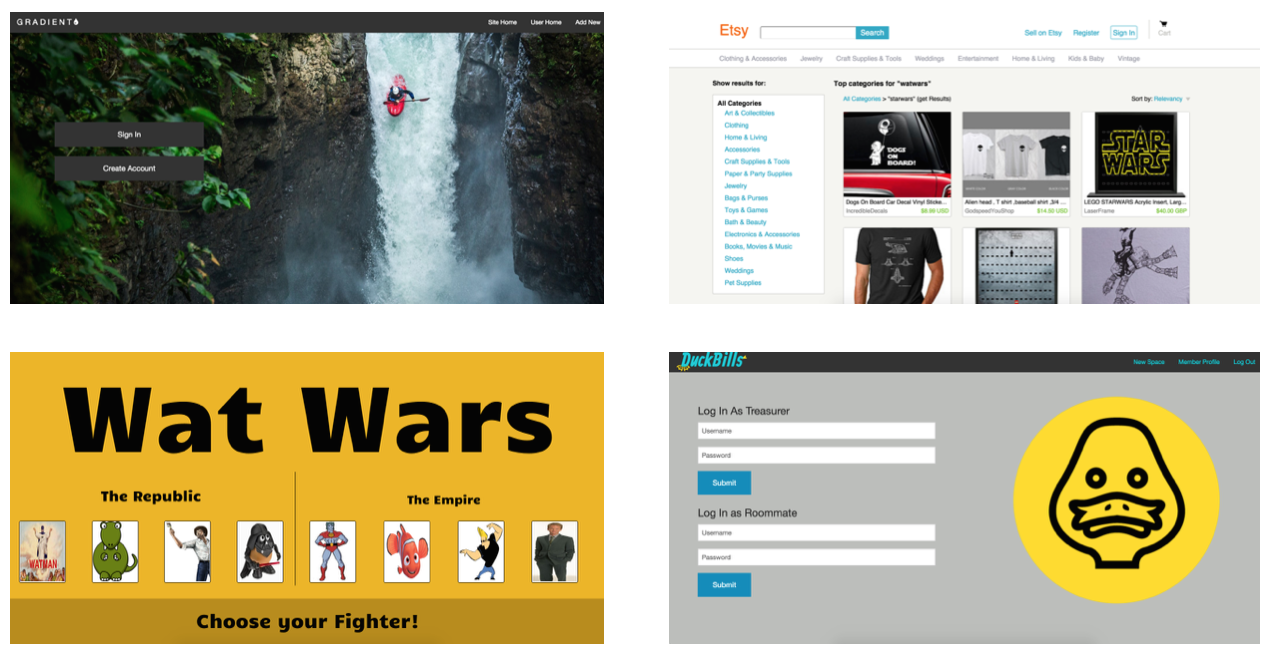 GRADIENT
Site Home User Home Add New
Sign In
Create Account
Etsy Search Sell on Etsy Register Sign In Cart
Clothing & Accessories Jewelry Craft Supplies & Tools Weddings Entertainment Home & Living Kids & Baby Vintage
Show results for:
All Categories
Art & Collectibles
Clothing
Home & Living
Accessories
Craft Supplies & Tools
Paper & Party Supplies
Jewelry
Bags & Purses
Toys & Games
Bath & Beauty
Electronics & Accessories
Books, Movies & Music
Shoes
Weddings
Pet Supplies
Top categories for "watwars"
All Categories > "starwars" (get Results)
Sort by: Relevancy
DOGS
ON
BOARD!
STAR
WARS
Dogs On Board Car Decal Vinyl Sticke...
IncredibleDecals $8.99 USD
Alien head . T shirt ,baseball shirt ,3/4 ...
GodspeedYouShop $14.50 USD
LEGO STARWARS Acrylic Insert, Larg...
LaserFrame $40.00 GBP
Wat Wars
The Republic
The Empire
WATMAN
Choose your Fighter!
DuckBills
New Space Member Profile Log Out
Log In As Treasurer
Username
Password
Submit
Log In as Roommate
Username
Password
Submit